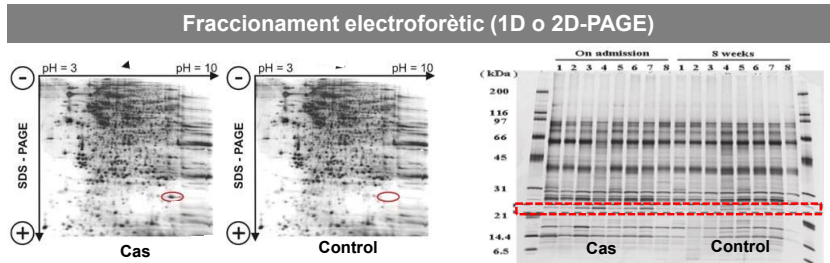 Fraccionament electroforètic (1D o 2D-PAGE)
pH = 3
pH = 10
SDS - PAGE
Cas
pH = 3
pH = 10
SDS - PAGE
Control
On admission
8 weeks
1 2 3 4 5 6 7 8 1 2 3 4 5 6 7 8
(kDa)
200
116
97
66
45
31
21
14.4
6.5
Cas
Control